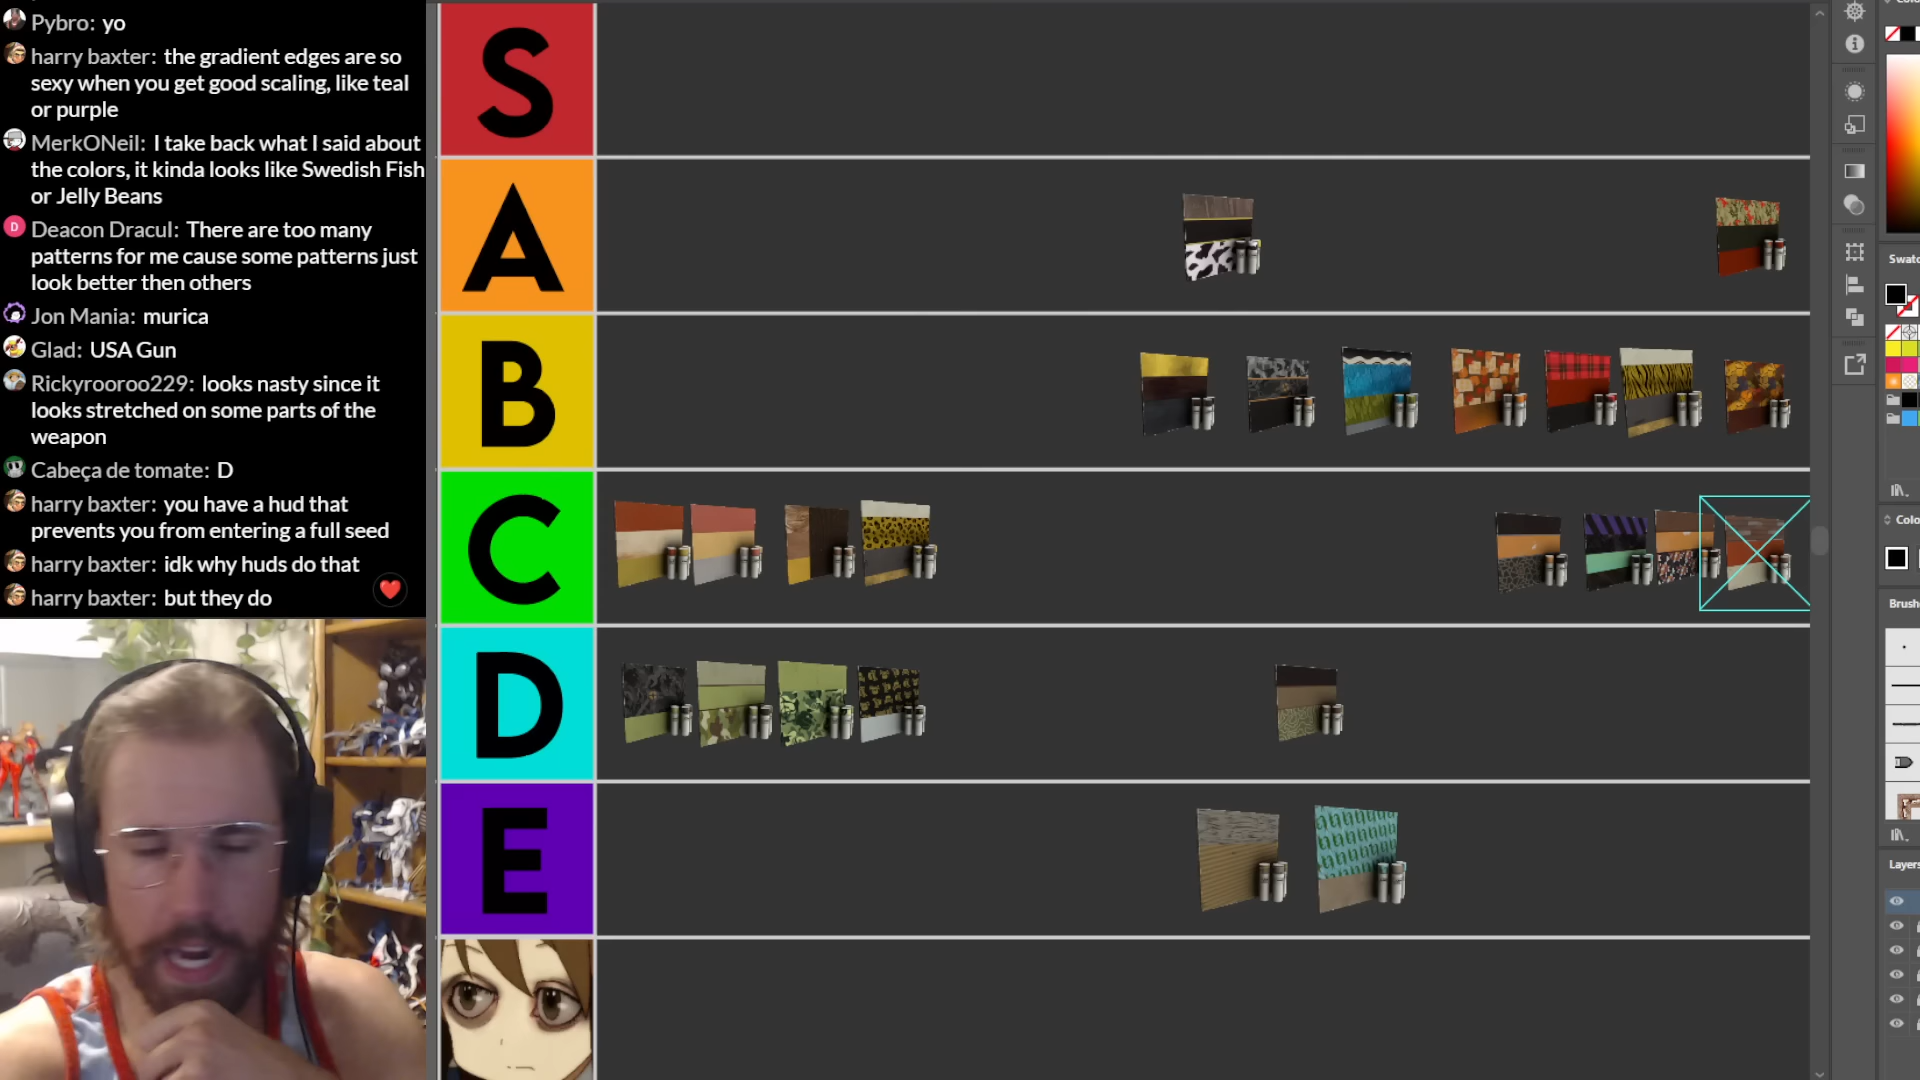 Pybro: yo
harry baxter: the gradient edges are so
sexy when you get good scaling, like teal
or purple
MerkONeil: I take back what I said about
the colors, it kinda looks like Swedish Fish
or Jelly Beans
D Deacon Dracul: There are too many
patterns for me cause some patterns just
look better then others
Jon Mania: murica
Glad: USA Gun
Rickyrooroo229: looks nasty since it
looks stretched on some parts of the
weapon
Cabeça de tomate: D
harry baxter: you have a hud that
prevents you from entering a full seed
harry baxter: idk why huds do that
harry baxter: but they do
S
A
B
C
D
E
Swatc
Colo
Brushe
Layers